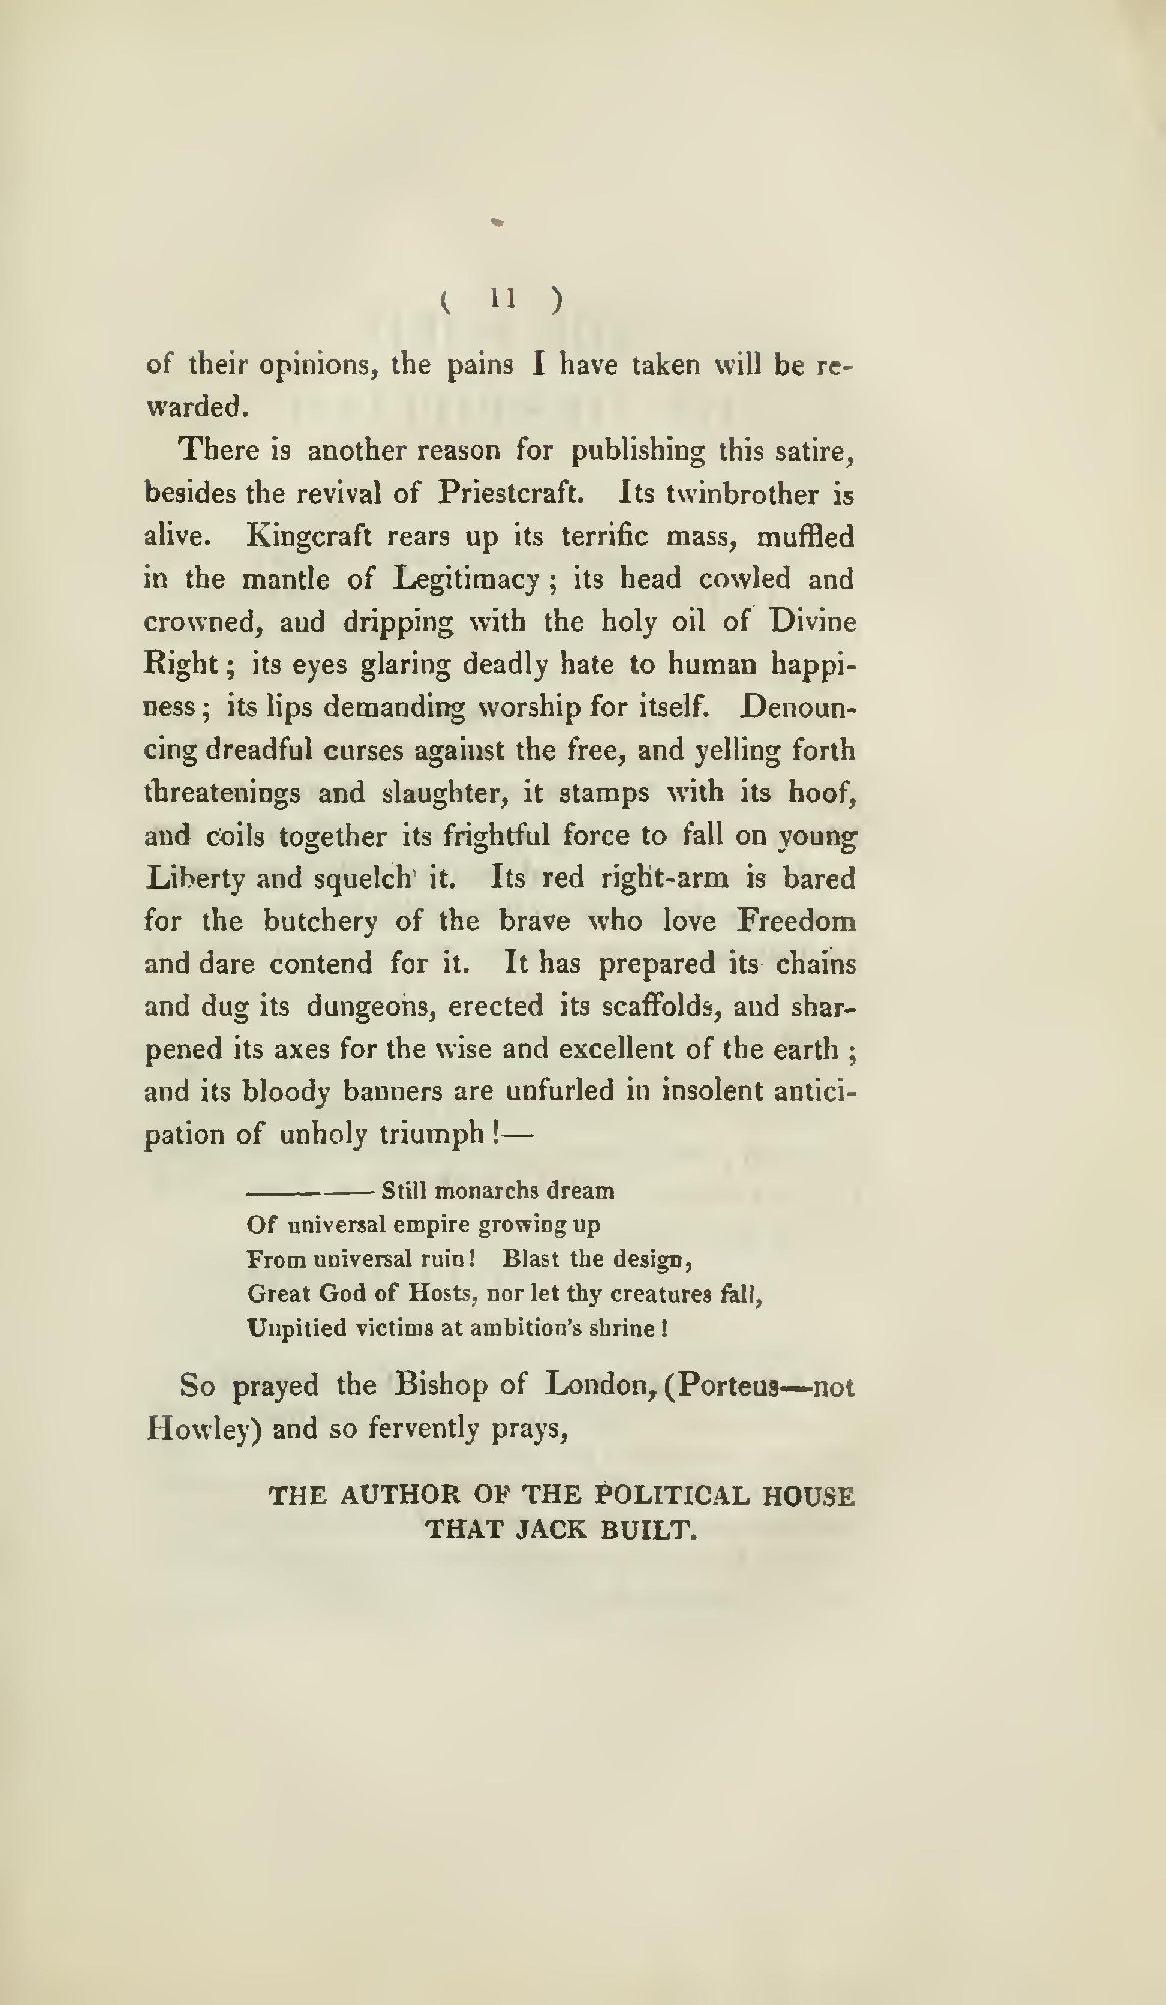 ( 11 )
of their opinions, the pains I have taken will be re-
warded.
There is another reason for publishing this satire,
besides the revival of Priestcraft. Its twinbrother is
alive. Kingcraft rears up its terrific mass, muffled
in the mantle of Legitimacy ; its head cowled and
crowned, and dripping with the holy oil of Divine
Right ; its eyes glaring deadly hate to human happi-
ness ; its lips demanding worship for itself. Denoun-
cing dreadful curses against the free, and yelling forth
threatenings and slaughter, it stamps with its hoof,
and coils together its frightful force to fall on young
Liberty and squelch it. Its red right-arm is bared
for the butchery of the brave who love Freedom
and dare contend for it. It has prepared its chains
and dug its dungeons, erected its scaffolds, and shar-
pened its axes for the wise and excellent of the earth ;
and its bloody banners are unfurled in insolent antici-
pation of unholy triumph !—
——— Still monarchs dream
Of universal empire growing up
From universal ruin! Blast the design,
Great God of Hosts, nor let thy creatures fall,
Unpitied victims at ambition's shrine !
So prayed the Bishop of London, (Porteus—not
Howley) and so fervently prays,
THE AUTHOR OF THE POLITICAL HOUSE
THAT JACK BUILT.